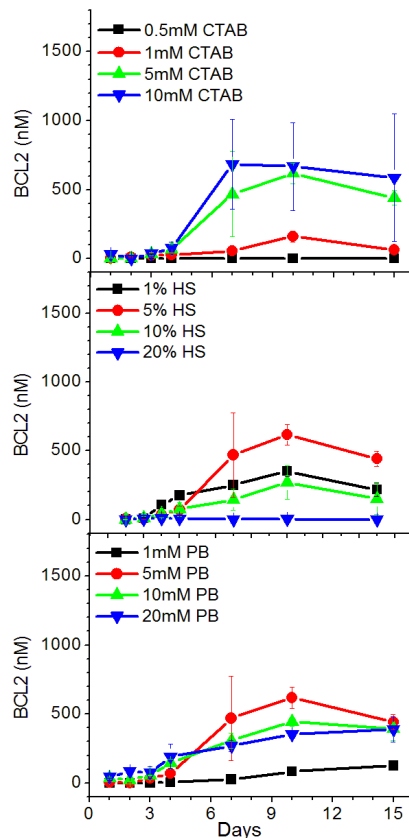 0.5mM CTAB
1mM CTAB
5mM CTAB
10mM CTAB
1500
1000
500
0
BCL2 (nM)
1% HS
5% HS
10% HS
20% HS
1500
1000
500
0
BCL2 (nM)
1mM PB
5mM PB
10mM PB
20mM PB
1500
1000
500
0
BCL2 (nM)
0 3 6 9 12 15
Days